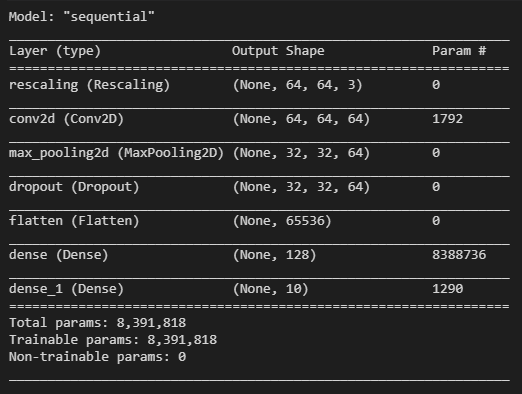 Model: "sequential"
Layer (type) Output Shape Param #
rescaling (Rescaling) (None, 64, 64, 3) 0
conv2d (Conv2D) (None, 64, 64, 64) 1792
max_pooling2d (MaxPooling2D) (None, 32, 32, 64) 0
dropout (Dropout) (None, 32, 32, 64) 0
flatten (Flatten) (None, 65536) 0
dense (Dense) (None, 128) 8388736
dense_1 (Dense) (None, 10) 1290
Total params: 8,391,818
Trainable params: 8,391,818
Non-trainable params: 0